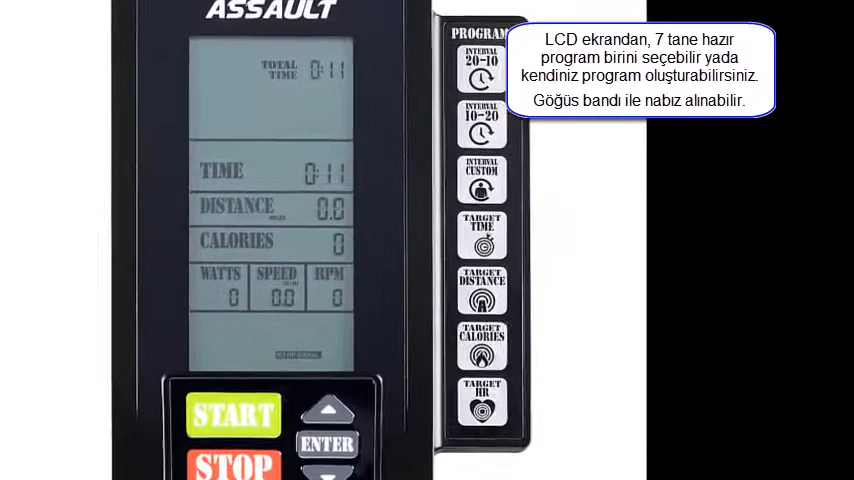 ASSAULT
PROGRAM
LCD ekrandan, 7 tane hazır
program birini seçebilir yada
kendiniz program oluşturabilirsiniz.
Göğüs bandı ile nabız alınabilir.
TOTAL
TIME 0:11
TIME 0:11
DISTANCE 0.0
CALORIES 0
WATTS SPEED RPM
0 0.0 0
INTERVAL
20-10
INTERVAL
10-20
INTERVAL
CUSTOM
TARGET
TIME
TARGET
DISTANCE
TARGET
CALORIES
TARGET
HR
START
ENTER
STOP